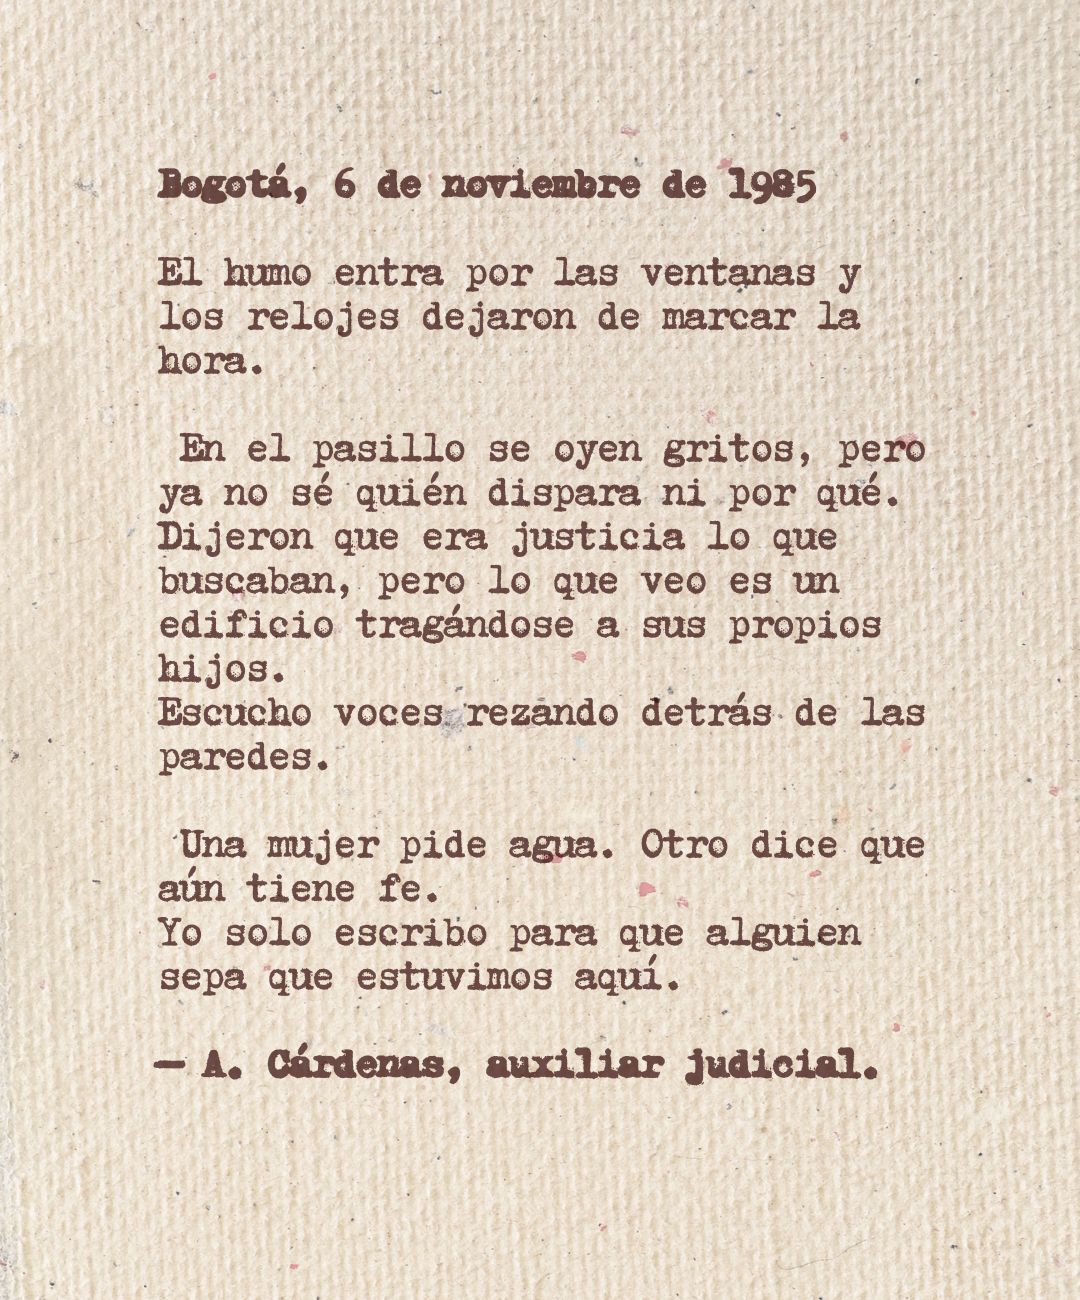 Bogotá, 6 de noviembre de 1985
El humo entra por las ventanas y
los relojes dejaron de marcar la
hora.
En el pasillo se oyen gritos, pero
ya no sé quién dispara ni por qué.
Dijeron que era justicia lo que
buscaban, pero lo que veo es un
edificio tragándose a sus propios
hijos.
Escucho voces rezando detrás de las
paredes.
Una mujer pide agua. Otro dice que
aún tiene fe.
Yo solo escribo para que alguien
sepa que estuvimos aquí.
— A. Cárdenas, auxiliar judicial.